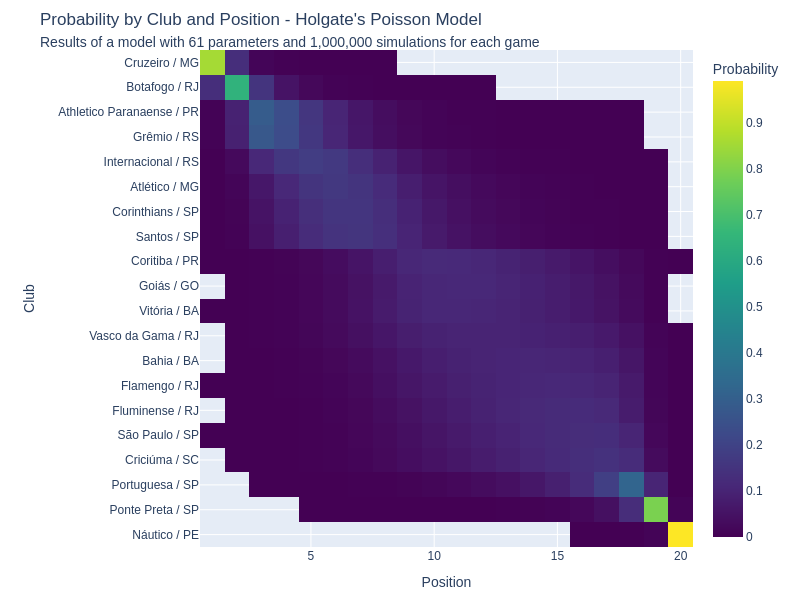 Probability by Club and Position - Holgate's Poisson Model
Results of a model with 61 parameters and 1,000,000 simulations for each game
Probability
Cruzeiro / MG
Botafogo / RJ
Athletico Paranaense / PR
Grêmio / RS
Internacional / RS
Atlético / MG
Corinthians / SP
Santos / SP
Coritiba / PR
Goiás / GO
Vitória / BA
Vasco da Gama / RJ
Bahia / BA
Flamengo / RJ
Fluminense / RJ
São Paulo / SP
Criciúma / SC
Portuguesa / SP
Ponte Preta / SP
Náutico / PE
Club
5
10
15
20
Position
0.9
0.8
0.7
0.6
0.5
0.4
0.3
0.2
0.1
0